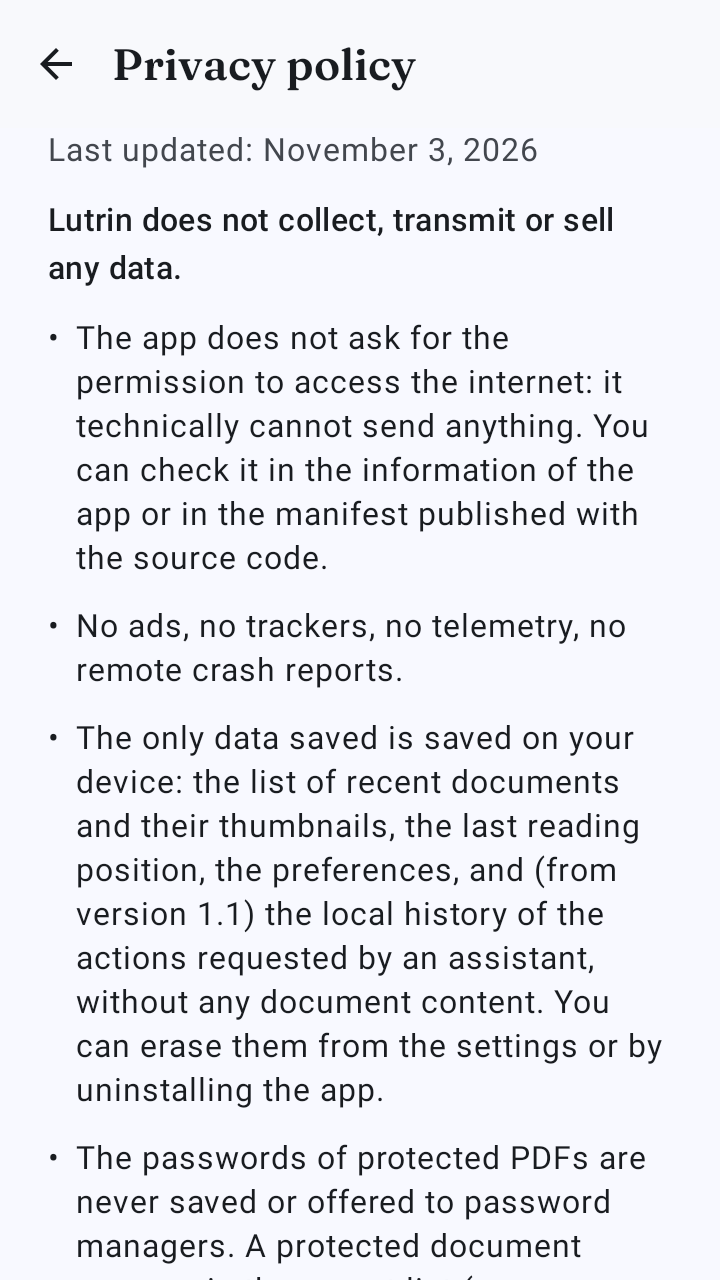 Privacy policy
Last updated: November 3, 2026
Lutrin does not collect, transmit or sell
any data.
• The app does not ask for the
permission to access the internet: it
technically cannot send anything. You
can check it in the information of the
app or in the manifest published with
the source code.
• No ads, no trackers, no telemetry, no
remote crash reports.
• The only data saved is saved on your
device: the list of recent documents
and their thumbnails, the last reading
position, the preferences, and (from
version 1.1) the local history of the
actions requested by an assistant,
without any document content. You
can erase them from the settings or by
uninstalling the app.
• The passwords of protected PDFs are
never saved or offered to password
managers. A protected document